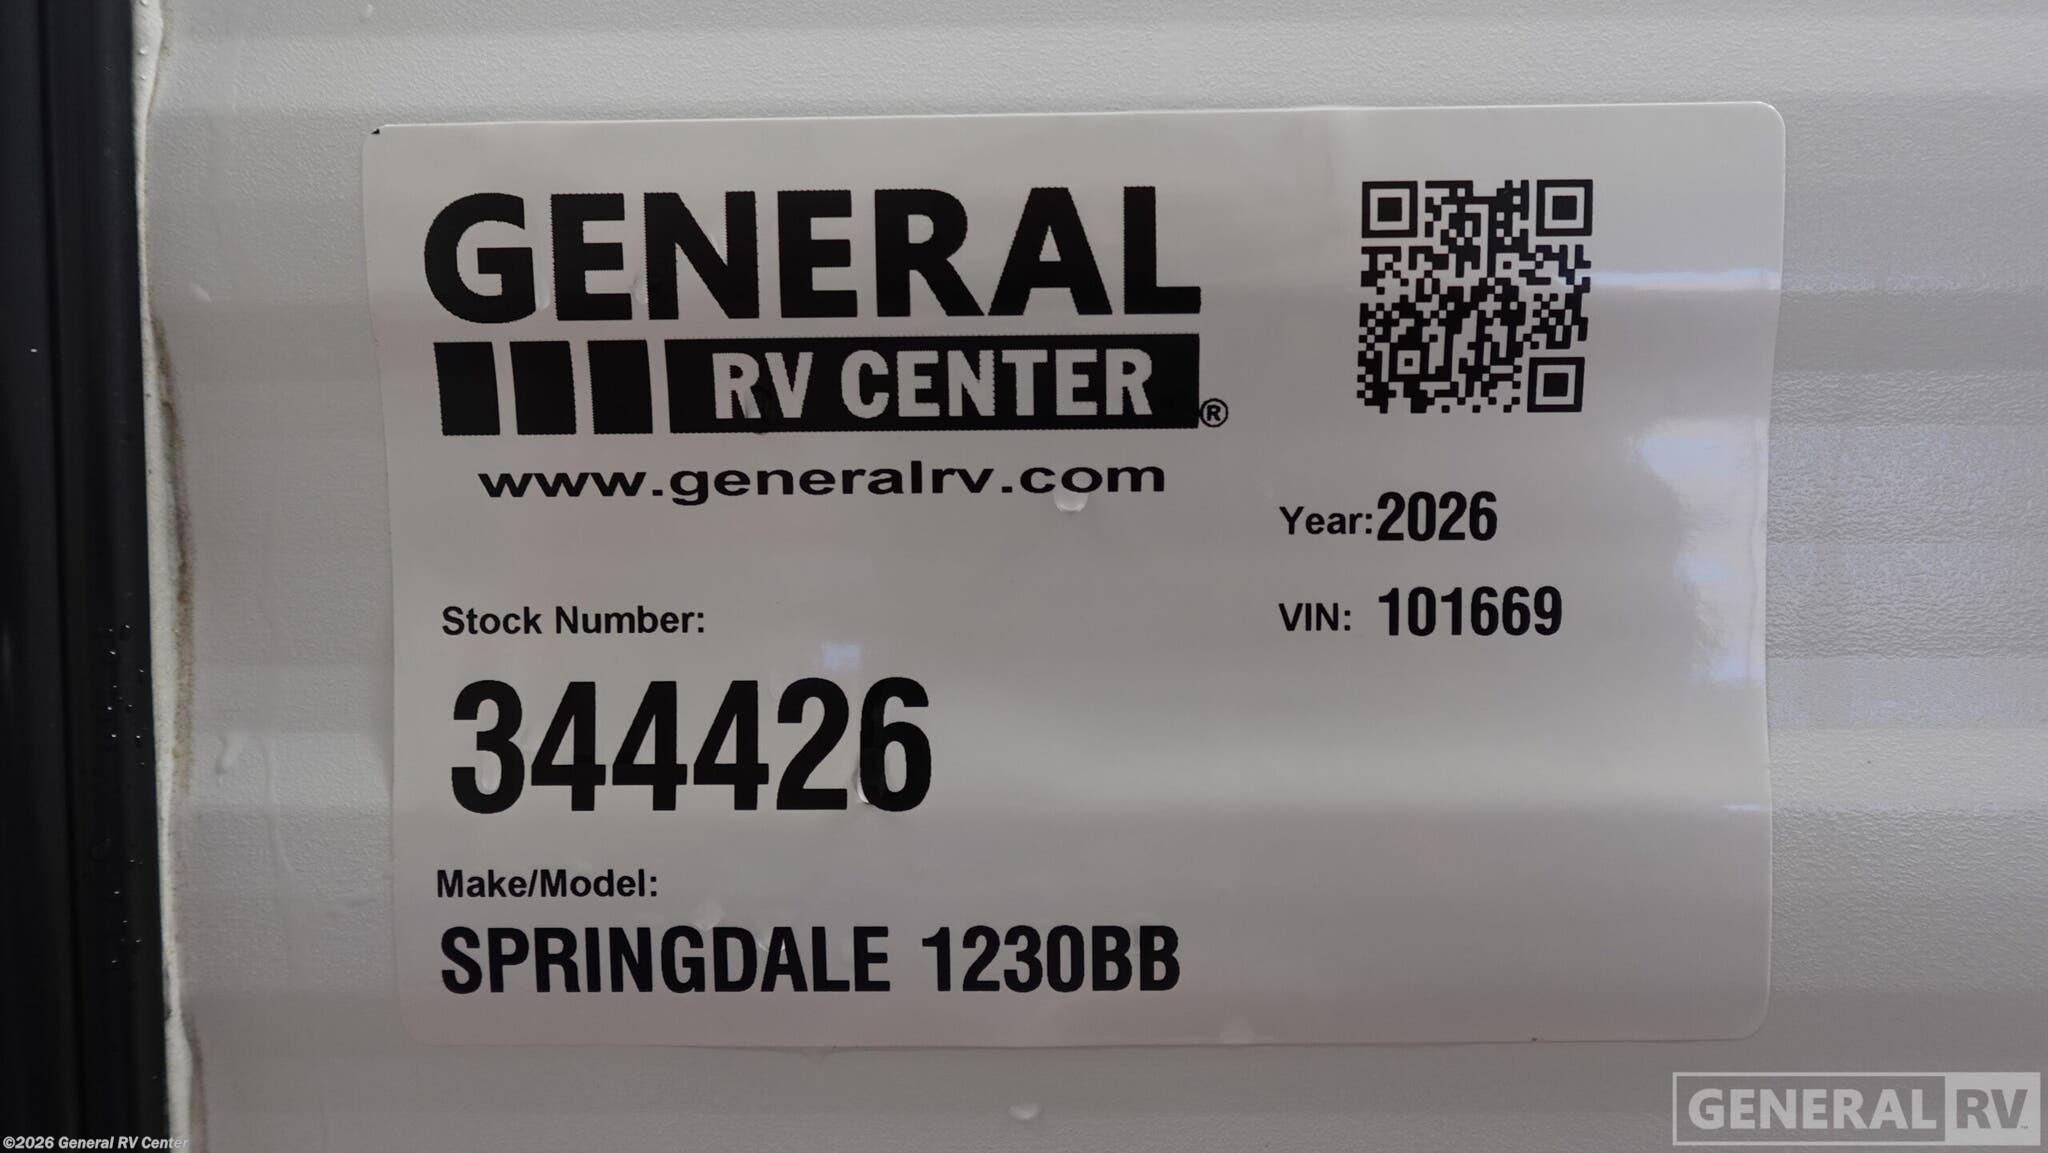 GENERAL
RV CENTER®
www.generalrv.com
Year:2026
VIN: 101669
Stock Number:
344426
Make/Model:
SPRINGDALE 1230BB
GENERAL RV™
©2026 General RV Center